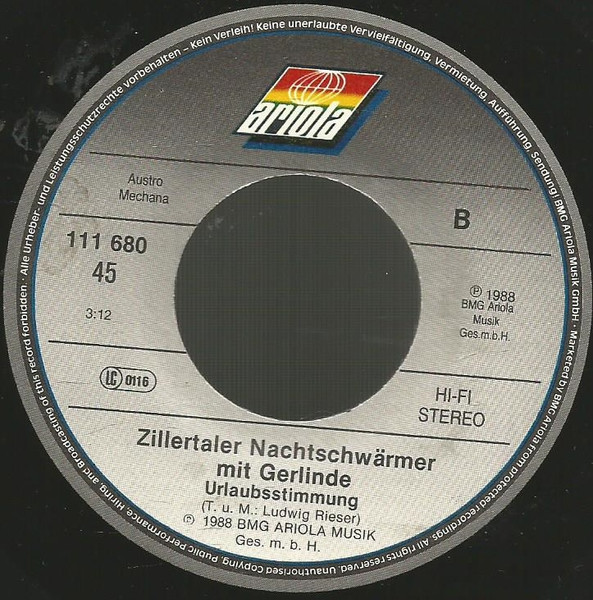 · Alle Urheber- und Leistungsschutzrechte vorbehalten – Kein Verleih! Keine unerlaubte Vervielfältigung, Vermietung, Aufführung, Sendung! BMG Ariola Musik GmbH · Marketed by BMG Ariola from protected recordings. All rights reserved. Unauthorised Copying, Public Performance, Hiring, and Broadcasting of this record forbidden
ariola
Austro
Mechana
B
111 680
45
3:12
℗ 1988
BMG Ariola
Musik
Ges.m.b.H.
LC 0116
HI-FI
STEREO
Zillertaler Nachtschwärmer
mit Gerlinde
Urlaubsstimmung
(T. u. M.: Ludwig Rieser)
℗ 1988 BMG ARIOLA MUSIK
Ges. m. b. H.